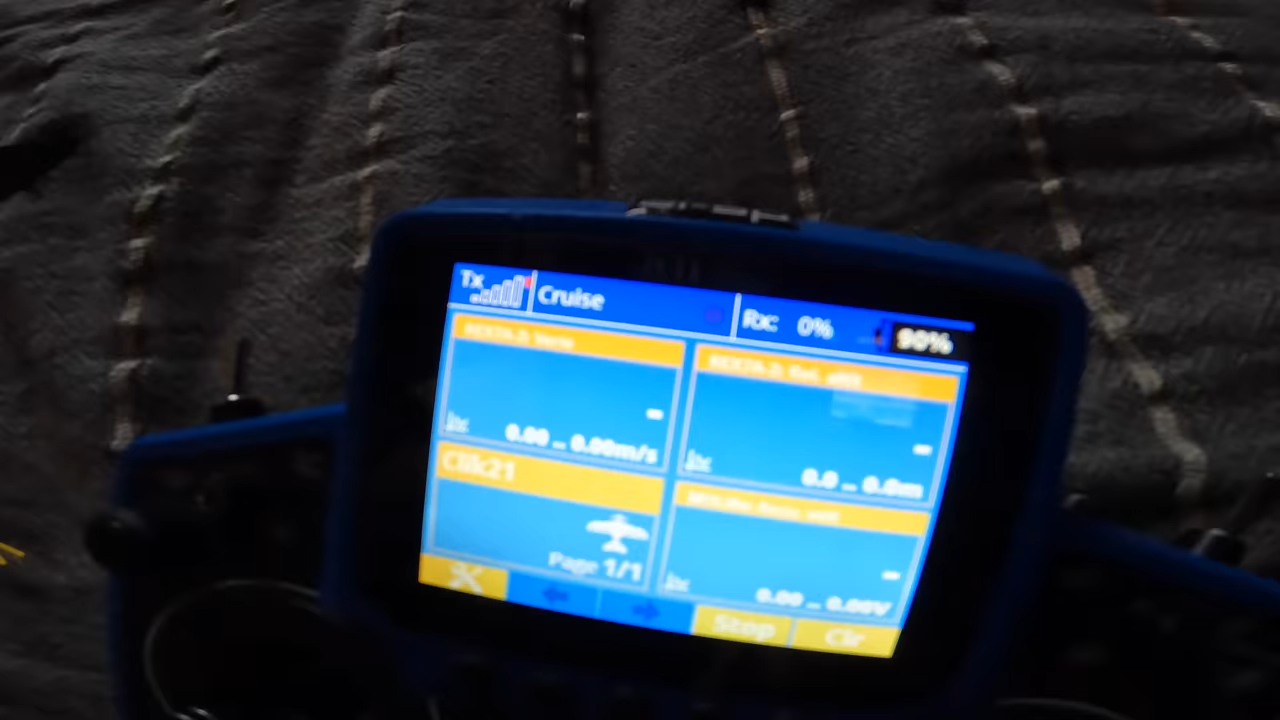 Tx Cruise Rx: 0% 90%
0.00 .. 0.00m/s
0.0 .. 0.0m
Clik21
Page 1/1
0.00 .. 0.00V
Stop Clr